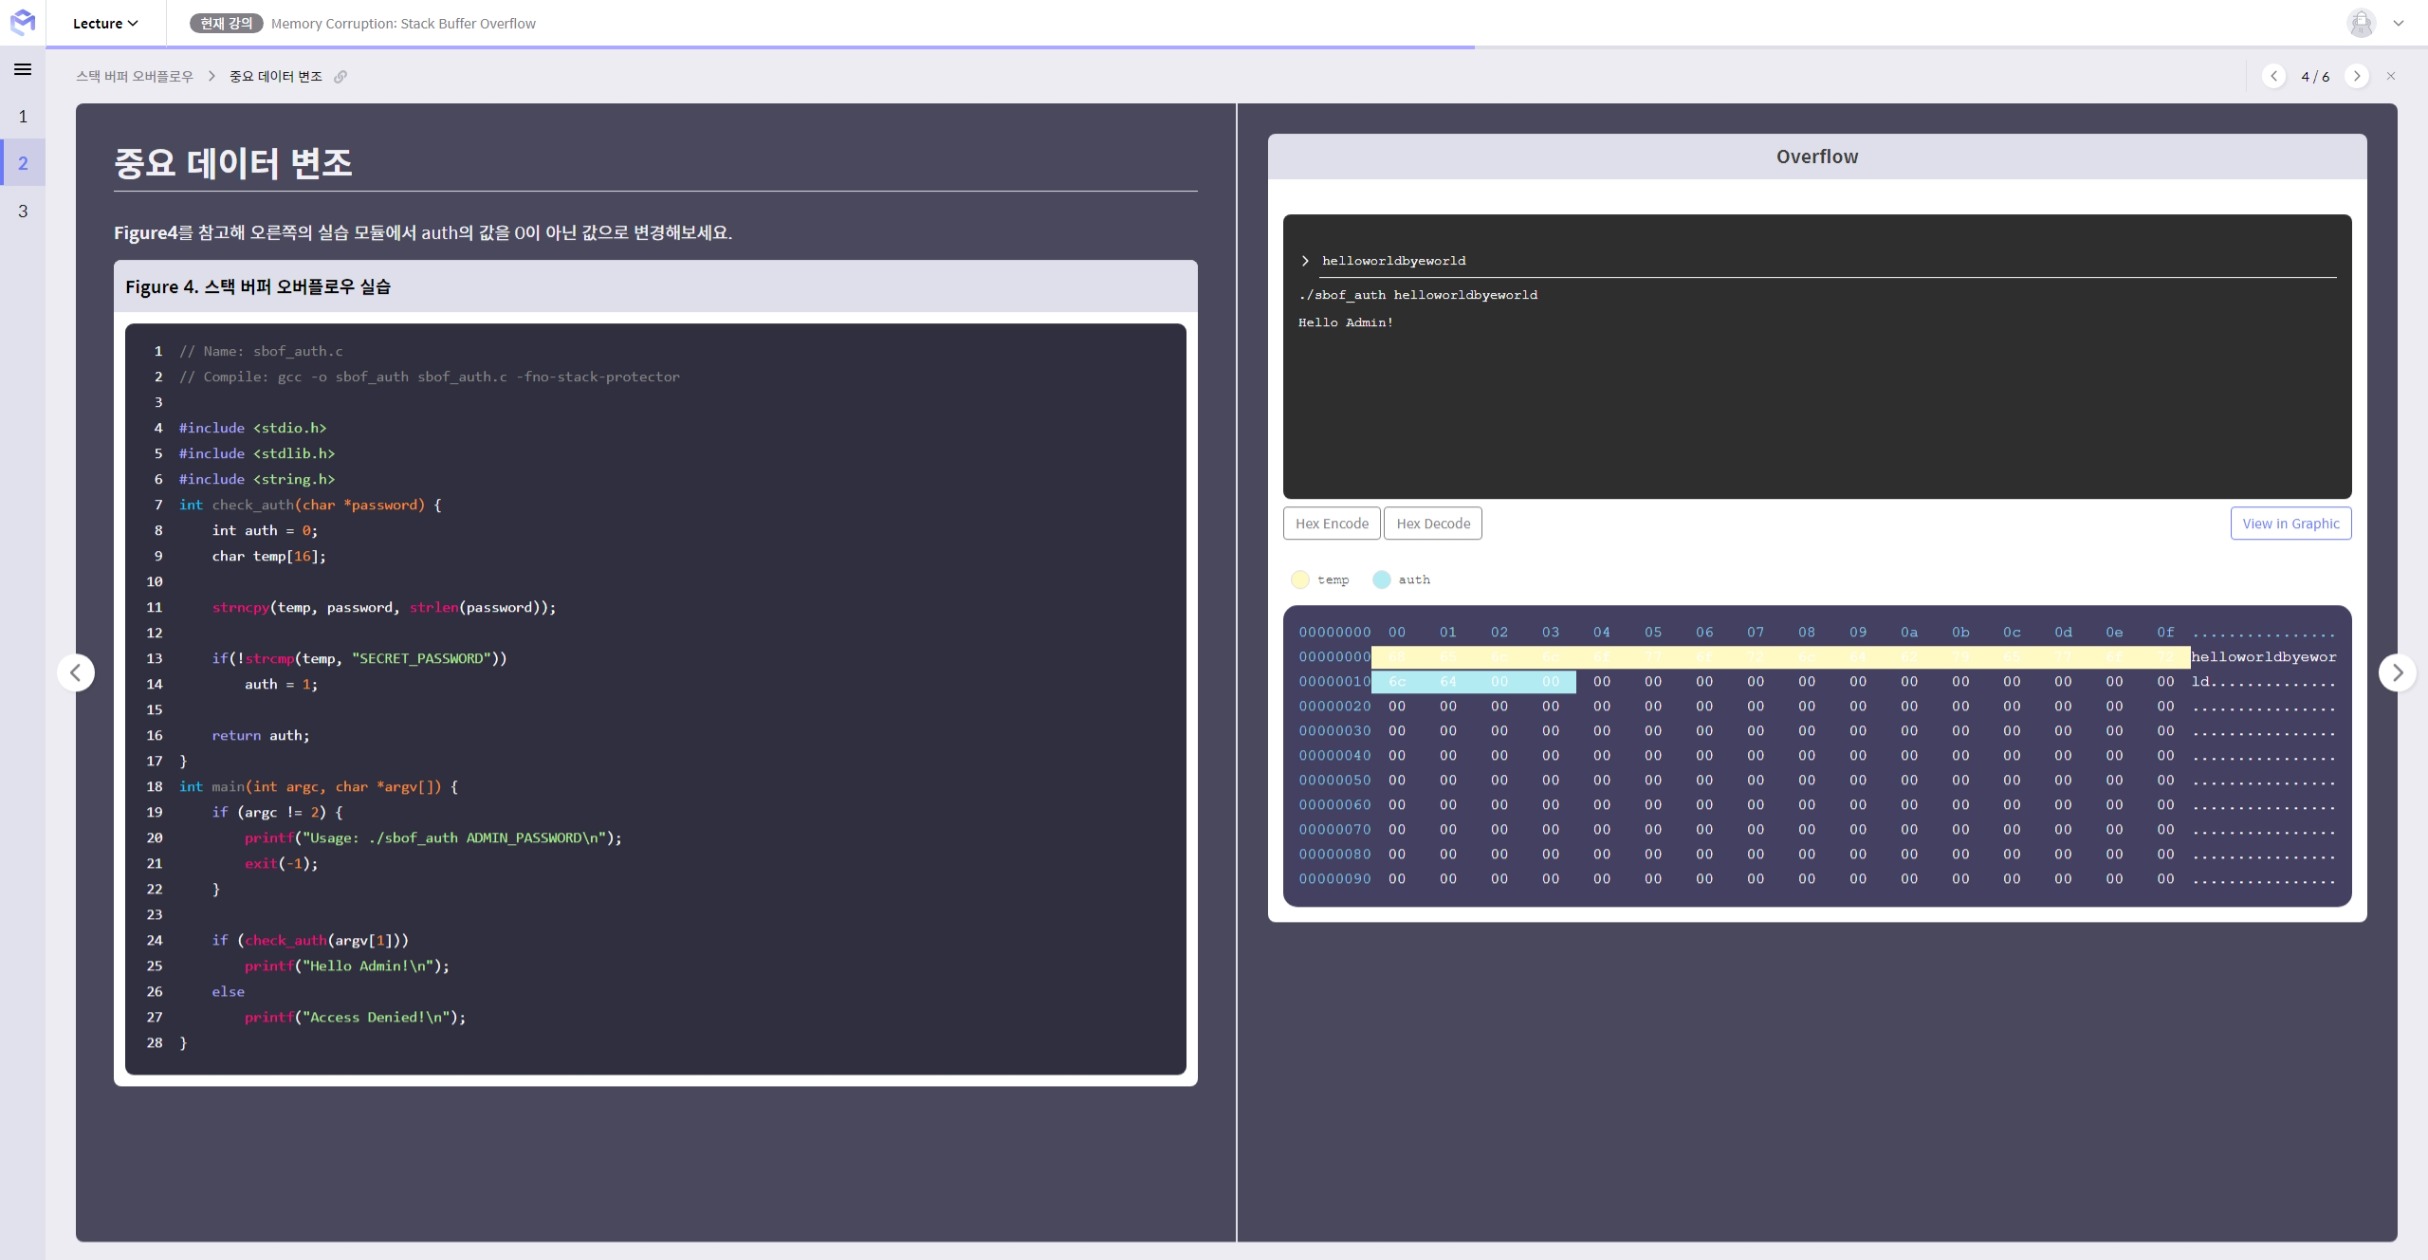 Lecture
현재 강의 Memory Corruption: Stack Buffer Overflow
스택 버퍼 오버플로우 > 중요 데이터 변조
4 / 6
1
2
3
중요 데이터 변조
Figure4를 참고해 오른쪽의 실습 모듈에서 auth의 값을 0이 아닌 값으로 변경해보세요.
Figure 4. 스택 버퍼 오버플로우 실습
1 // Name: sbof_auth.c
2 // Compile: gcc -o sbof_auth sbof_auth.c -fno-stack-protector
3
4 #include <stdio.h>
5 #include <stdlib.h>
6 #include <string.h>
7 int check_auth(char *password) {
8     int auth = 0;
9     char temp[16];
10
11     strncpy(temp, password, strlen(password));
12
13     if(!strcmp(temp, "SECRET_PASSWORD"))
14         auth = 1;
15
16     return auth;
17 }
18 int main(int argc, char *argv[]) {
19     if (argc != 2) {
20         printf("Usage: ./sbof_auth ADMIN_PASSWORD\n");
21         exit(-1);
22     }
23
24     if (check_auth(argv[1]))
25         printf("Hello Admin!\n");
26     else
27         printf("Access Denied!\n");
28 }
Overflow
> helloworldbyeworld
./sbof_auth helloworldbyeworld
Hello Admin!
Hex Encode Hex Decode View in Graphic
temp auth
00000000 00 01 02 03 04 05 06 07 08 09 0a 0b 0c 0d 0e 0f ................
00000000 68 65 6c 6c 6f 77 6f 72 6c 64 62 79 65 77 6f 72 helloworldbyewor
00000010 6c 64 00 00 00 00 00 00 00 00 00 00 00 00 00 00 ld..............
00000020 00 00 00 00 00 00 00 00 00 00 00 00 00 00 00 00 ................
00000030 00 00 00 00 00 00 00 00 00 00 00 00 00 00 00 00 ................
00000040 00 00 00 00 00 00 00 00 00 00 00 00 00 00 00 00 ................
00000050 00 00 00 00 00 00 00 00 00 00 00 00 00 00 00 00 ................
00000060 00 00 00 00 00 00 00 00 00 00 00 00 00 00 00 00 ................
00000070 00 00 00 00 00 00 00 00 00 00 00 00 00 00 00 00 ................
00000080 00 00 00 00 00 00 00 00 00 00 00 00 00 00 00 00 ................
00000090 00 00 00 00 00 00 00 00 00 00 00 00 00 00 00 00 ................